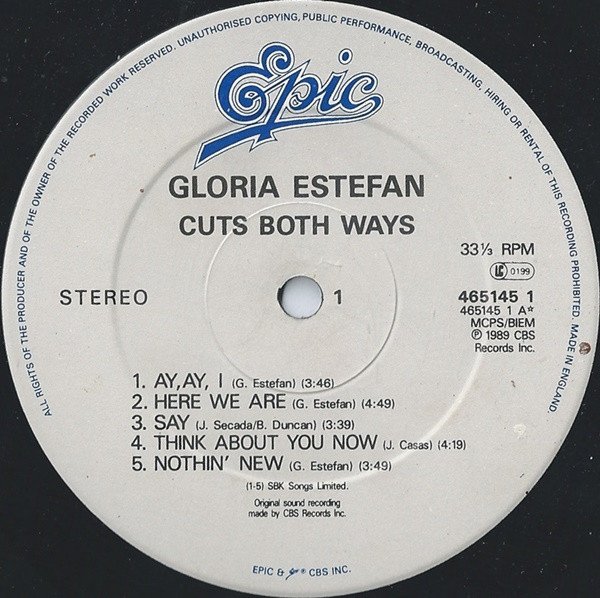 ALL RIGHTS OF THE PRODUCER AND OF THE OWNER OF THE RECORDED WORK RESERVED. UNAUTHORISED COPYING, PUBLIC PERFORMANCE, BROADCASTING, HIRING OR RENTAL OF THIS RECORDING PROHIBITED. MADE IN ENGLAND.
Epic
GLORIA ESTEFAN
CUTS BOTH WAYS
33⅓ RPM
LC 0199
STEREO
1
465145 1
465145 1 A*
MCPS/BIEM
℗ 1989 CBS
Records Inc.
1. AY, AY, I (G. Estefan) (3:46)
2. HERE WE ARE (G. Estefan) (4:49)
3. SAY (J. Secada/B. Duncan) (3:39)
4. THINK ABOUT YOU NOW (J. Casas) (4:19)
5. NOTHIN' NEW (G. Estefan) (3:49)
(1-5) SBK Songs Limited.
Original sound recording
made by CBS Records Inc.
EPIC & ® CBS INC.